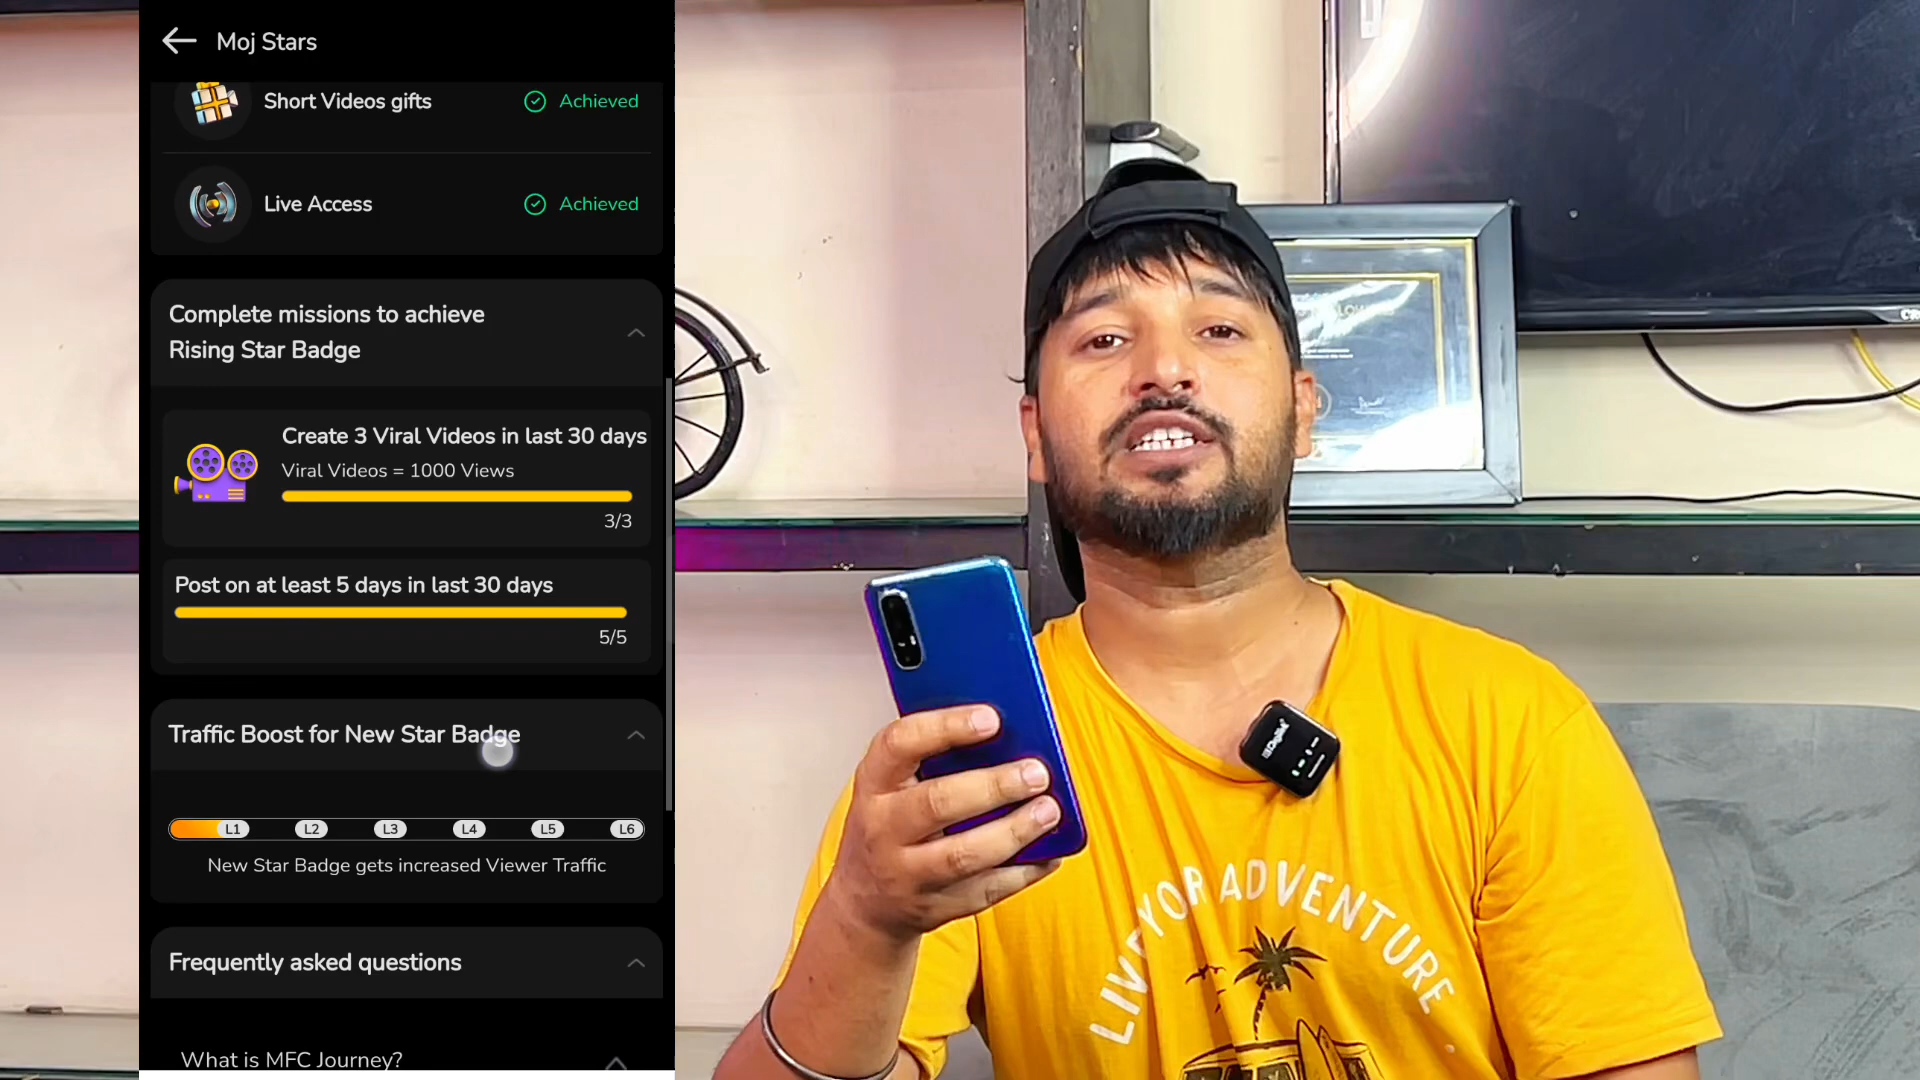 Moj Stars
Short Videos gifts
Achieved
Live Access
Achieved
Complete missions to achieve
Rising Star Badge
Create 3 Viral Videos in last 30 days
Viral Videos = 1000 Views
3/3
Post on at least 5 days in last 30 days
5/5
Traffic Boost for New Star Badge
L1 L2 L3 L4 L5 L6
New Star Badge gets increased Viewer Traffic
Frequently asked questions
What is MFC Journey?
LIVE YOR ADVENTURE